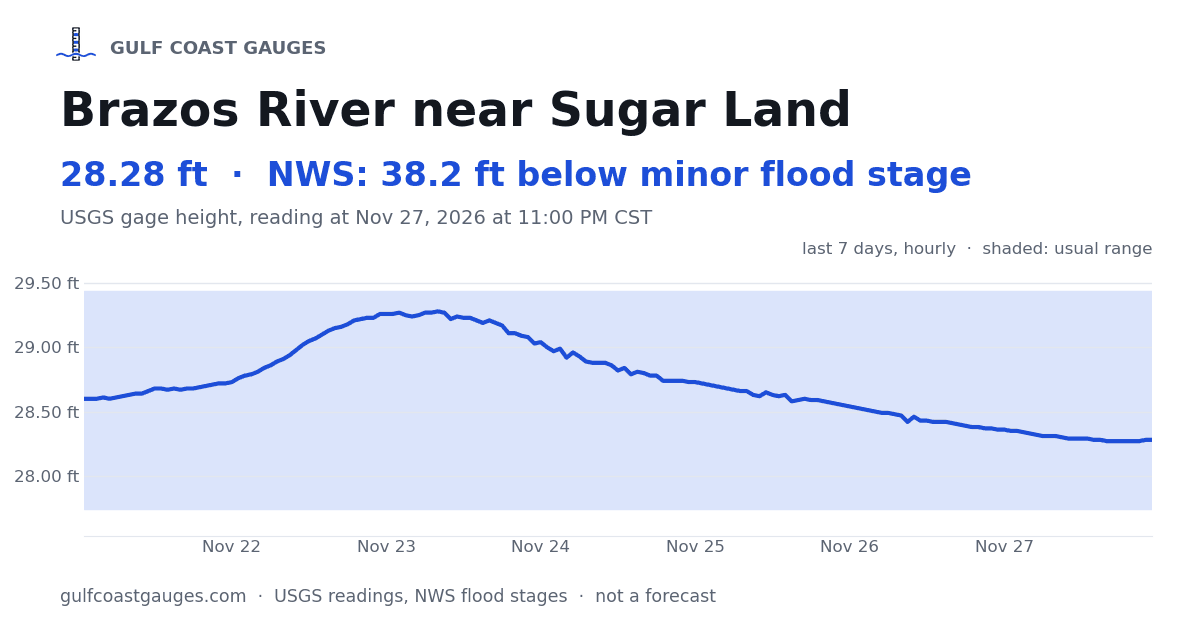 GULF COAST GAUGES
Brazos River near Sugar Land
28.28 ft · NWS: 38.2 ft below minor flood stage
USGS gage height, reading at Nov 27, 2026 at 11:00 PM CST
last 7 days, hourly · shaded: usual range
29.50 ft
29.00 ft
28.50 ft
28.00 ft
Nov 22 Nov 23 Nov 24 Nov 25 Nov 26 Nov 27
gulfcoastgauges.com · USGS readings, NWS flood stages · not a forecast